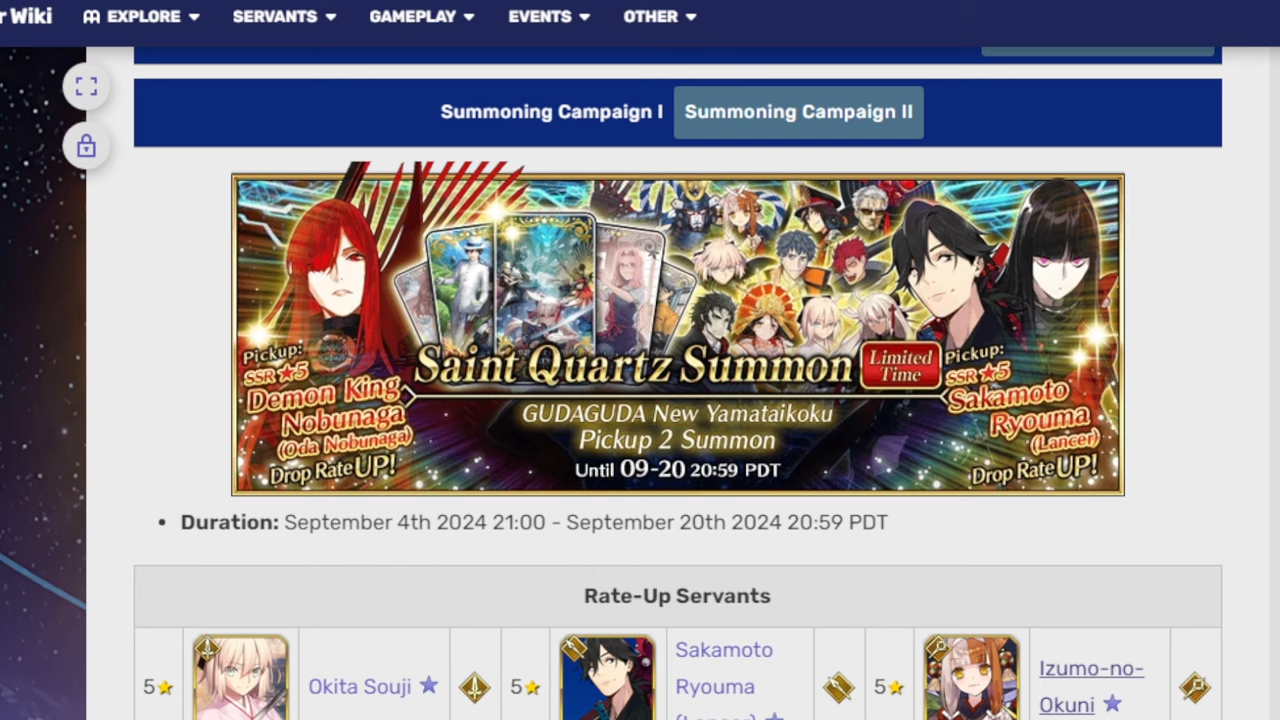 r Wiki EXPLORE SERVANTS GAMEPLAY EVENTS OTHER
Summoning Campaign I Summoning Campaign II
Pickup:
SSR ★5
Demon King
Nobunaga
(Oda Nobunaga)
Drop Rate UP!
Saint Quartz Summon
Limited
Time
GUDAGUDA New Yamataikoku
Pickup 2 Summon
Until 09-20 20:59 PDT
Pickup:
SSR ★5
Sakamoto
Ryouma
(Lancer)
Drop Rate UP!
• Duration: September 4th 2024 21:00 - September 20th 2024 20:59 PDT
Rate-Up Servants
5★ Okita Souji ★
5★ Sakamoto
Ryouma
(Lancer) ★
5★ Izumo-no-
Okuni ★